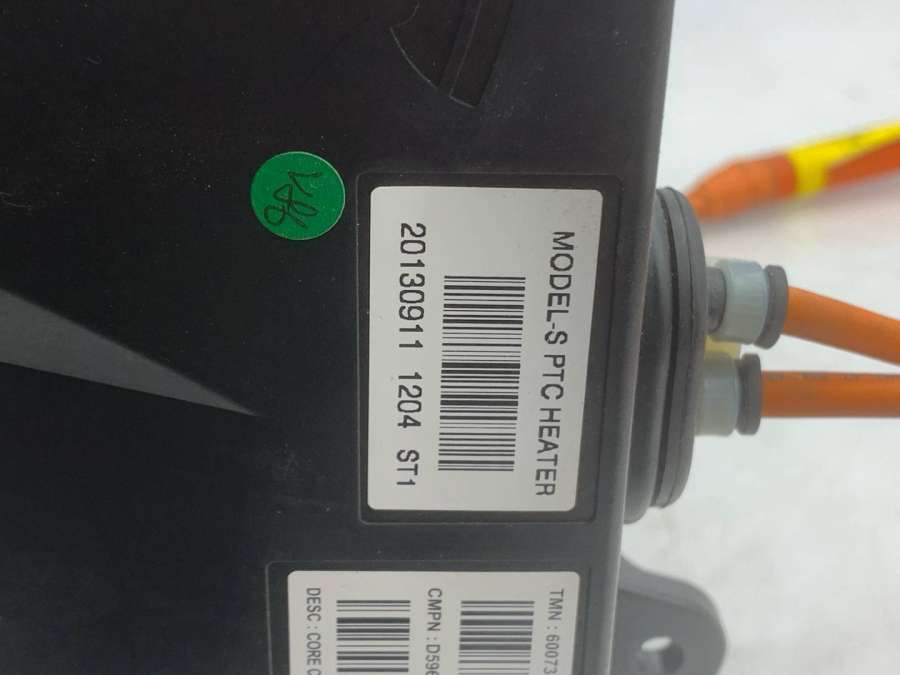 MODEL-S PTC HEATER
20130911 1204 ST1
TMN : 60073
CMPN : D596
DESC : CORE C